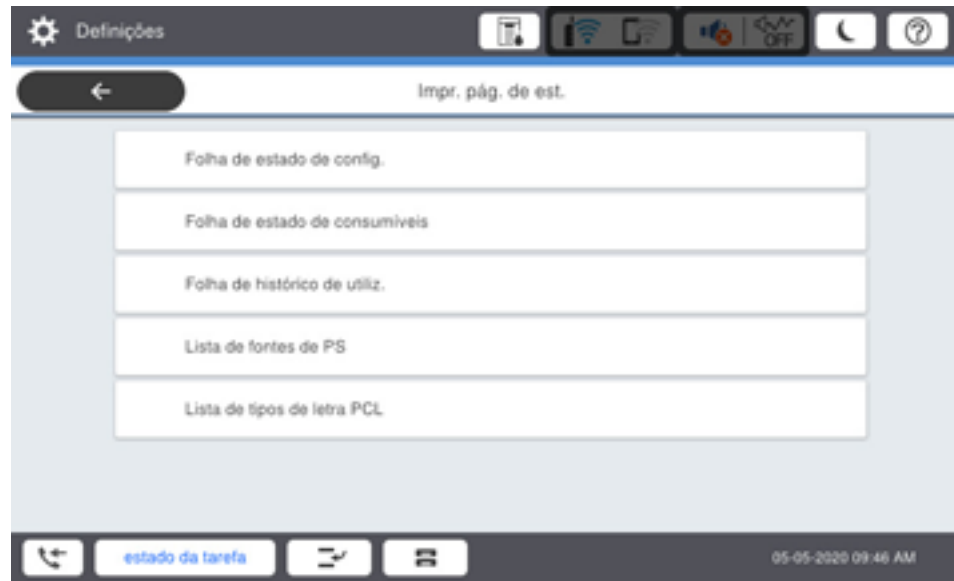 Definições
OFF
Impr. pág. de est.
Folha de estado de config.
Folha de estado de consumíveis
Folha de histórico de utiliz.
Lista de fontes de PS
Lista de tipos de letra PCL
estado da tarefa
05-05-2020 09:46 AM